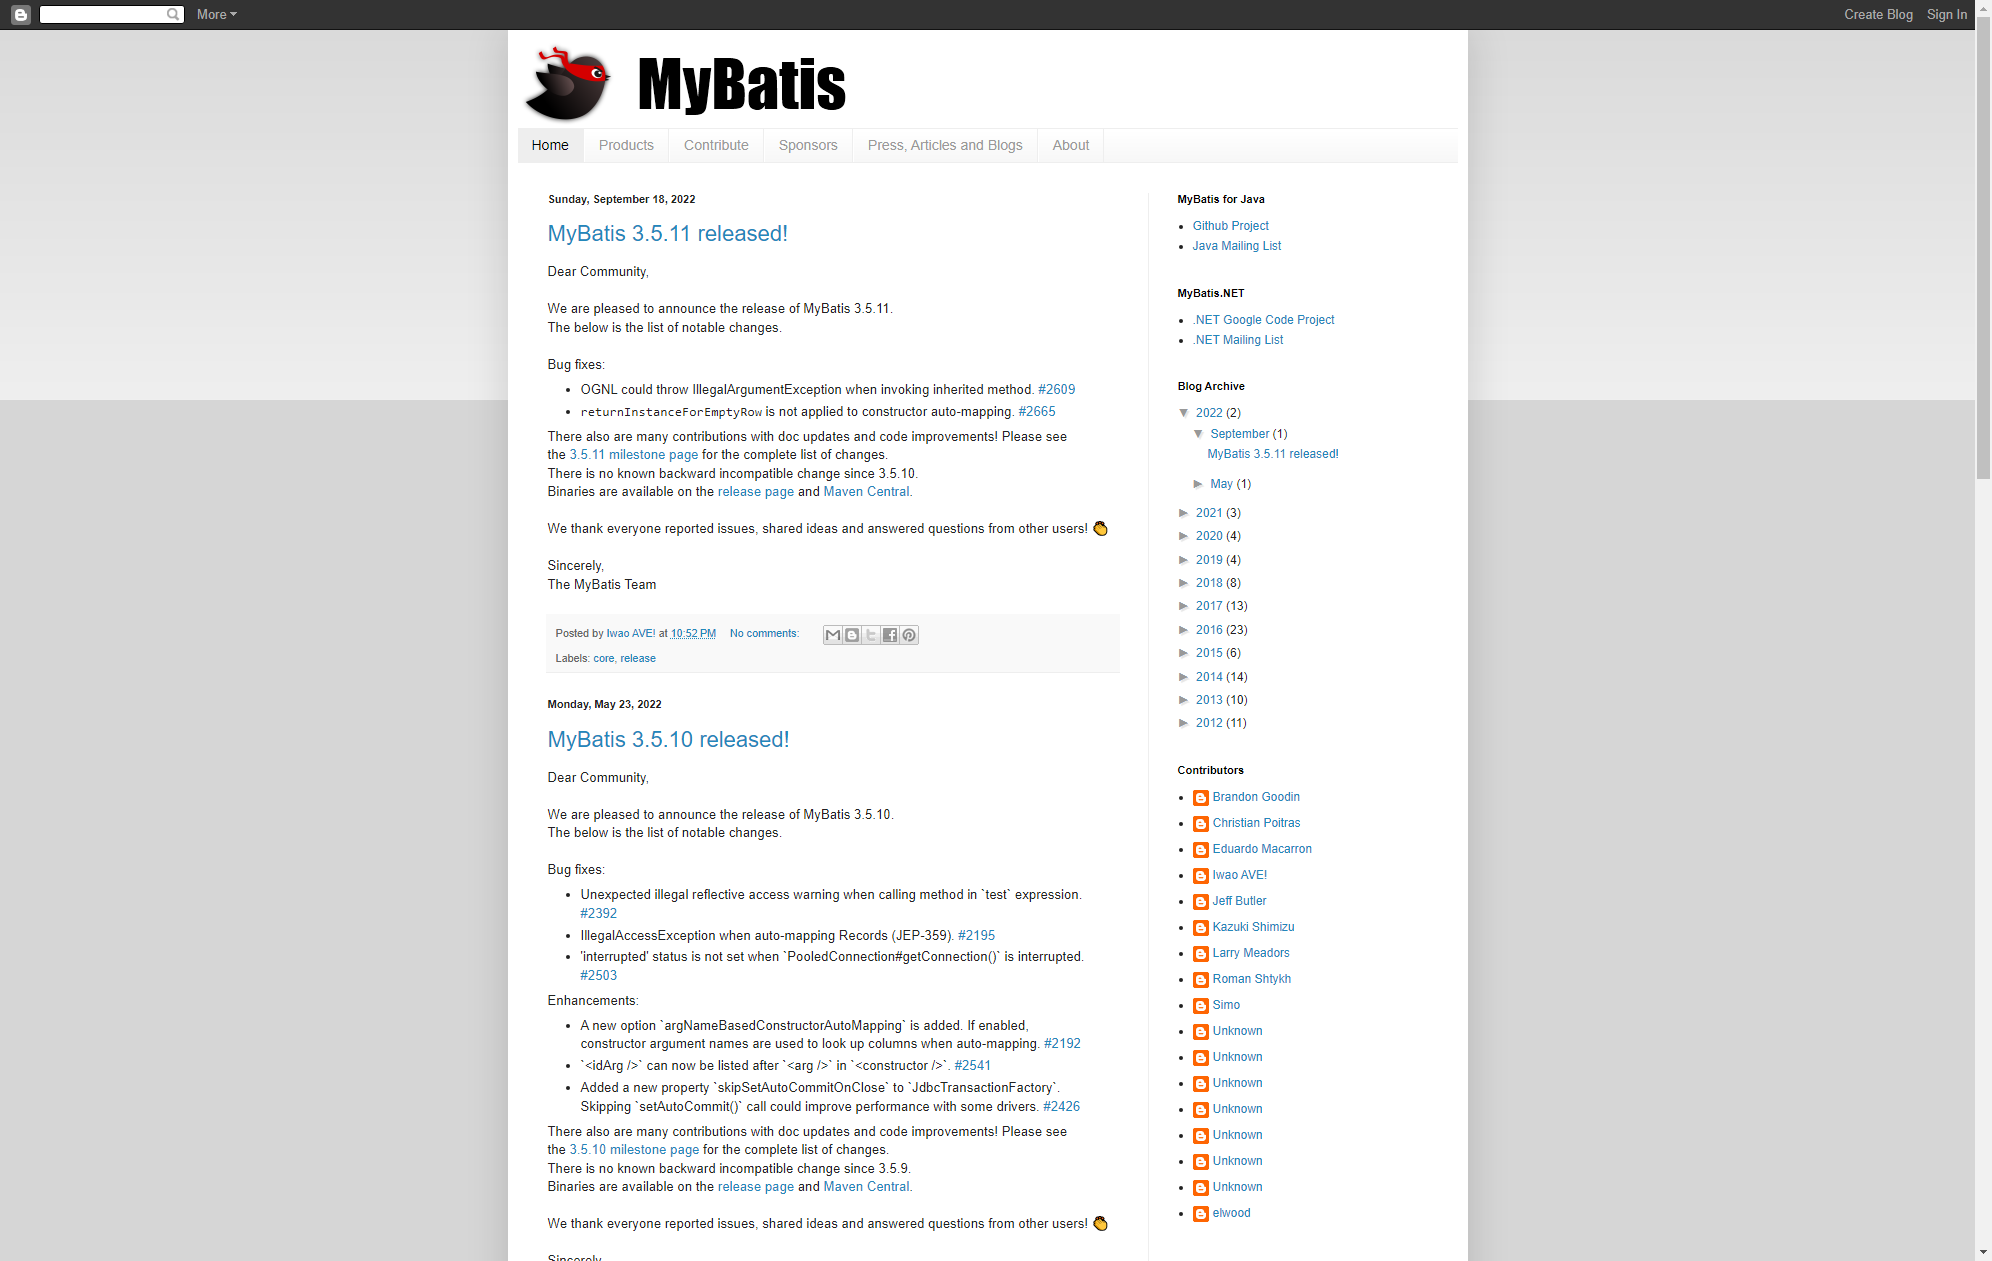 More
Create Blog Sign In
MyBatis
Home Products Contribute Sponsors Press, Articles and Blogs About
Sunday, September 18, 2022
MyBatis 3.5.11 released!
Dear Community,
We are pleased to announce the release of MyBatis 3.5.11.
The below is the list of notable changes.
Bug fixes:
OGNL could throw IllegalArgumentException when invoking inherited method. #2609
returnInstanceForEmptyRow is not applied to constructor auto-mapping. #2665
There also are many contributions with doc updates and code improvements! Please see
the 3.5.11 milestone page for the complete list of changes.
There is no known backward incompatible change since 3.5.10.
Binaries are available on the release page and Maven Central.
We thank everyone reported issues, shared ideas and answered questions from other users! 👏
Sincerely,
The MyBatis Team
Posted by Iwao AVE! at 10:52 PM No comments:
Labels: core, release
Monday, May 23, 2022
MyBatis 3.5.10 released!
Dear Community,
We are pleased to announce the release of MyBatis 3.5.10.
The below is the list of notable changes.
Bug fixes:
Unexpected illegal reflective access warning when calling method in `test` expression.
#2392
IllegalAccessException when auto-mapping Records (JEP-359). #2195
'interrupted' status is not set when `PooledConnection#getConnection()` is interrupted.
#2503
Enhancements:
A new option `argNameBasedConstructorAutoMapping` is added. If enabled,
constructor argument names are used to look up columns when auto-mapping. #2192
`<idArg />` can now be listed after `<arg />` in `<constructor />`. #2541
Added a new property `skipSetAutoCommitOnClose` to `JdbcTransactionFactory`.
Skipping `setAutoCommit()` call could improve performance with some drivers. #2426
There also are many contributions with doc updates and code improvements! Please see
the 3.5.10 milestone page for the complete list of changes.
There is no known backward incompatible change since 3.5.9.
Binaries are available on the release page and Maven Central.
We thank everyone reported issues, shared ideas and answered questions from other users! 👏
Sincerely,
MyBatis for Java
Github Project
Java Mailing List
MyBatis.NET
.NET Google Code Project
.NET Mailing List
Blog Archive
▼ 2022 (2)
▼ September (1)
MyBatis 3.5.11 released!
► May (1)
► 2021 (3)
► 2020 (4)
► 2019 (4)
► 2018 (8)
► 2017 (13)
► 2016 (23)
► 2015 (6)
► 2014 (14)
► 2013 (10)
► 2012 (11)
Contributors
Brandon Goodin
Christian Poitras
Eduardo Macarron
Iwao AVE!
Jeff Butler
Kazuki Shimizu
Larry Meadors
Roman Shtykh
Simo
Unknown
Unknown
Unknown
Unknown
Unknown
Unknown
Unknown
elwood